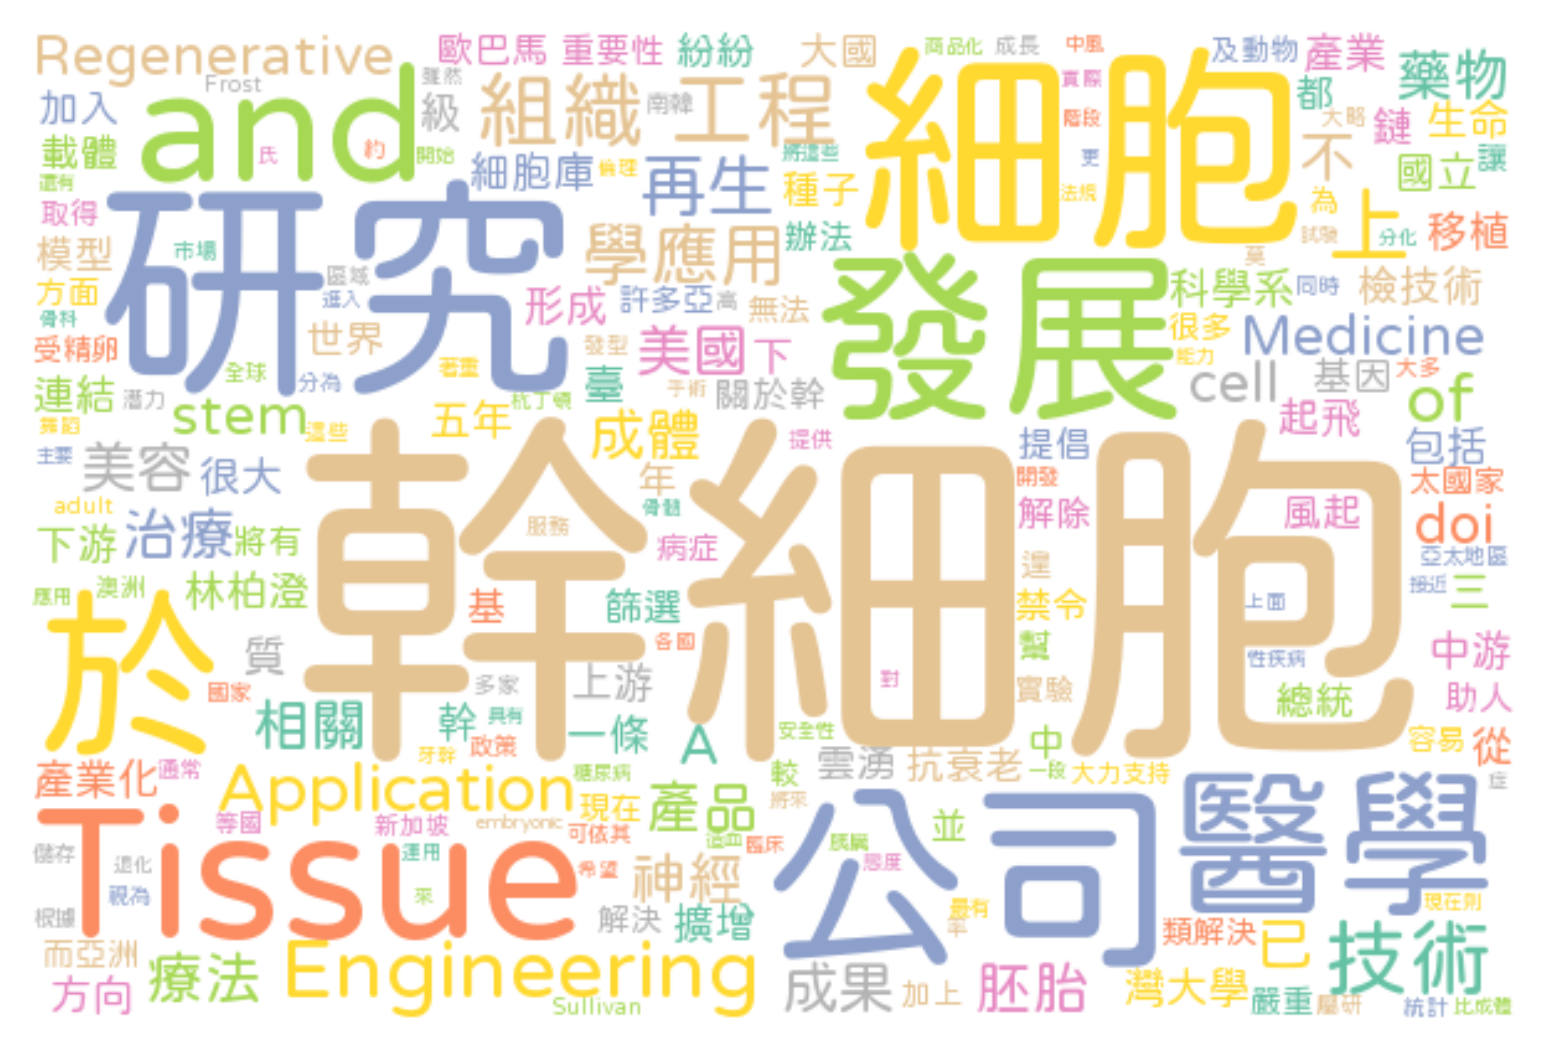 Regenerative
歐巴馬
重要性
紛紛
大國
商品化
成長
中風
及動物
產業
藥物
Frost
雖然
加入
and
級
組織
南韓
工程
細胞
實際
都
大略
鏈
生命
階段
載體
氏
約
開始
細胞庫
倫理
再生
將這些
更
不
國立
讓
還有
種子
法規
為
上
取得
研究
學應用
辦法
試驗
分化
移植
模型
市場
區域
莫
方面
進入
形成
許多亞
高
無法
發展
科學系
同時
檢技術
骨科
世界
發型
美國
下
很多
Medicine
受精卵
能力
連結
全球
分為
著重
臺
手術
關於幹
cell
基因
大多
潛力
杭丁頓
of
舞蹈
stem
這些
五年
成體
提供
提倡
起飛
包括
主要
美容
很大
年
幹細胞
開發
太國家
adult
骨髓
服務
解除
風起
doi
下游
治療
將有
病症
亞太地區
應用
澳洲
林柏澄
基
篩選
禁令
上面
接近
三
於
質
各國
幫
性疾病
中游
國家
多家
上游
對
實驗
總統
助人
相關
幹
具有
一條
A
安全性
中
容易
從
政策
牙幹
產業化
通常
Application
糖尿病
較
雲湧
抗衰老
一段
大力支持
症
現在
產品
將來
Tissue
等國
新加坡
embryonic
可依其
造血
臨床
胰臟
並
公司
醫學
儲存
退化
運用
希望
神經
態度
視為
來
最有
現在則
根據
解決
擴增
率
類解決
已
技術
而亞洲
療法
Engineering
成果
加上
胚胎
灣大學
方向
Sullivan
嚴重
屬研
統計
比成體